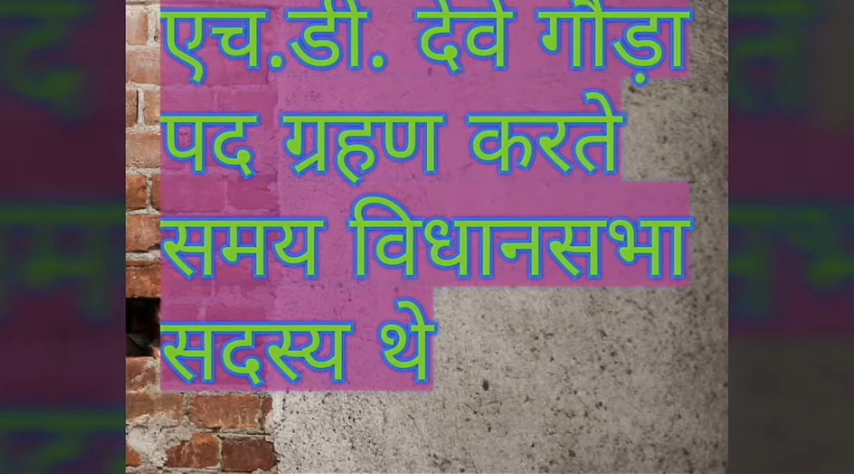 एच.डी. देवे गौड़ा
पद ग्रहण करते
समय विधानसभा
सदस्य थे